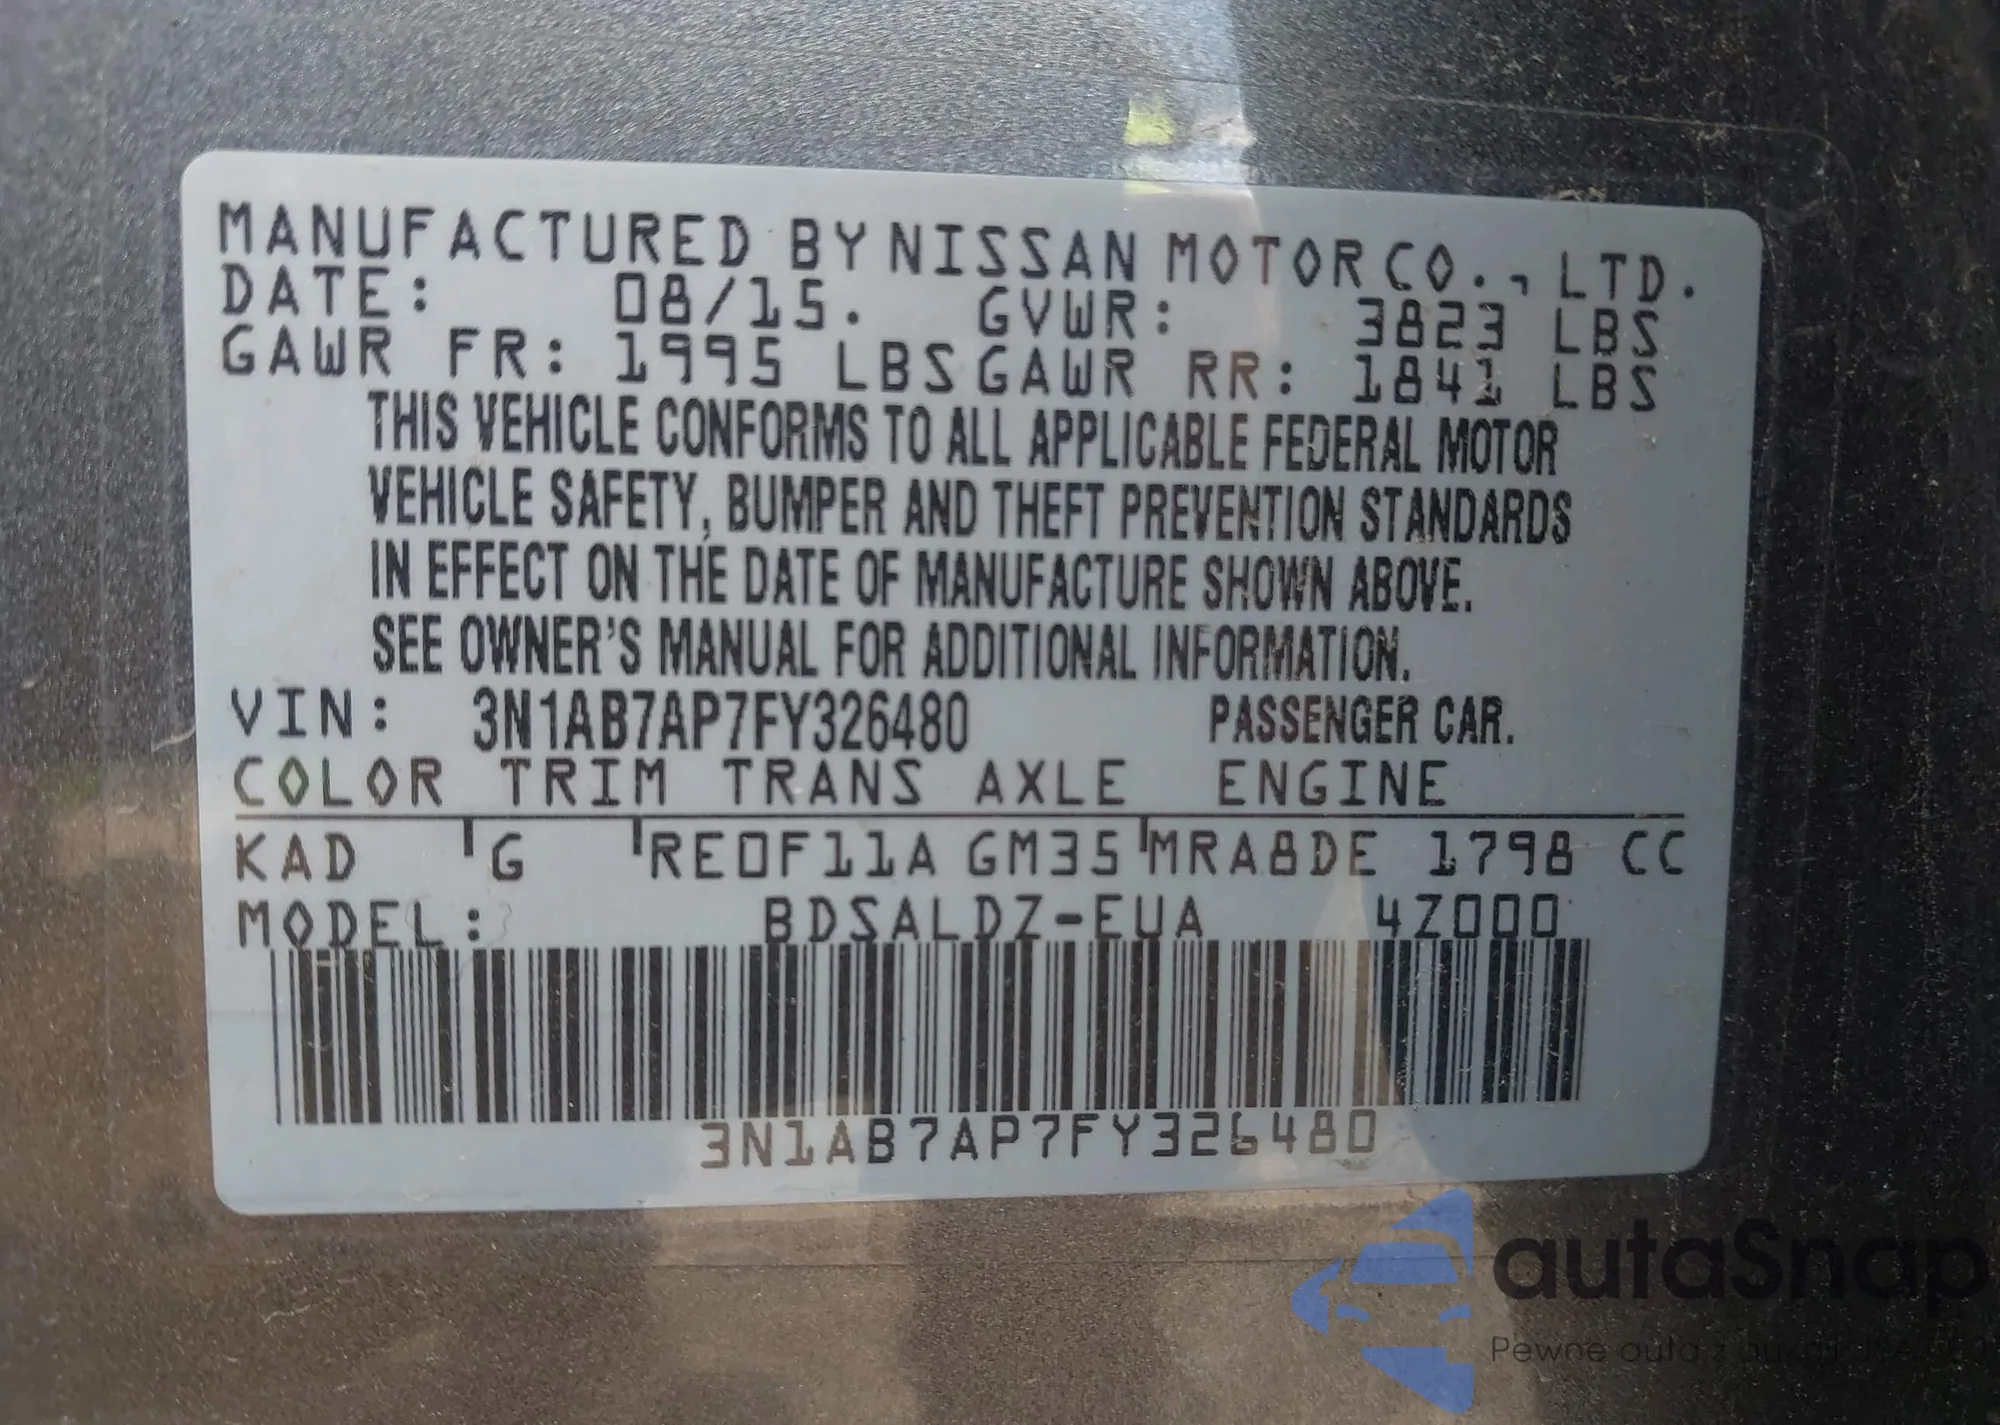 MANUFACTURED BY NISSAN MOTOR CO., LTD.
DATE: 08/15. GVWR: 3823 LBS
GAWR FR: 1995 LBS GAWR RR: 1841 LBS
THIS VEHICLE CONFORMS TO ALL APPLICABLE FEDERAL MOTOR
VEHICLE SAFETY, BUMPER AND THEFT PREVENTION STANDARDS
IN EFFECT ON THE DATE OF MANUFACTURE SHOWN ABOVE.
SEE OWNER'S MANUAL FOR ADDITIONAL INFORMATION.
VIN: 3N1AB7AP7FY326480 PASSENGER CAR.
COLOR TRIM TRANS AXLE ENGINE
KAD G RE0F11A GM35 MRA8DE 1798 CC
MODEL: BDSALDZ-EUA 4Z000
3N1AB7AP7FY326480
autaSnap
Pewne auta z